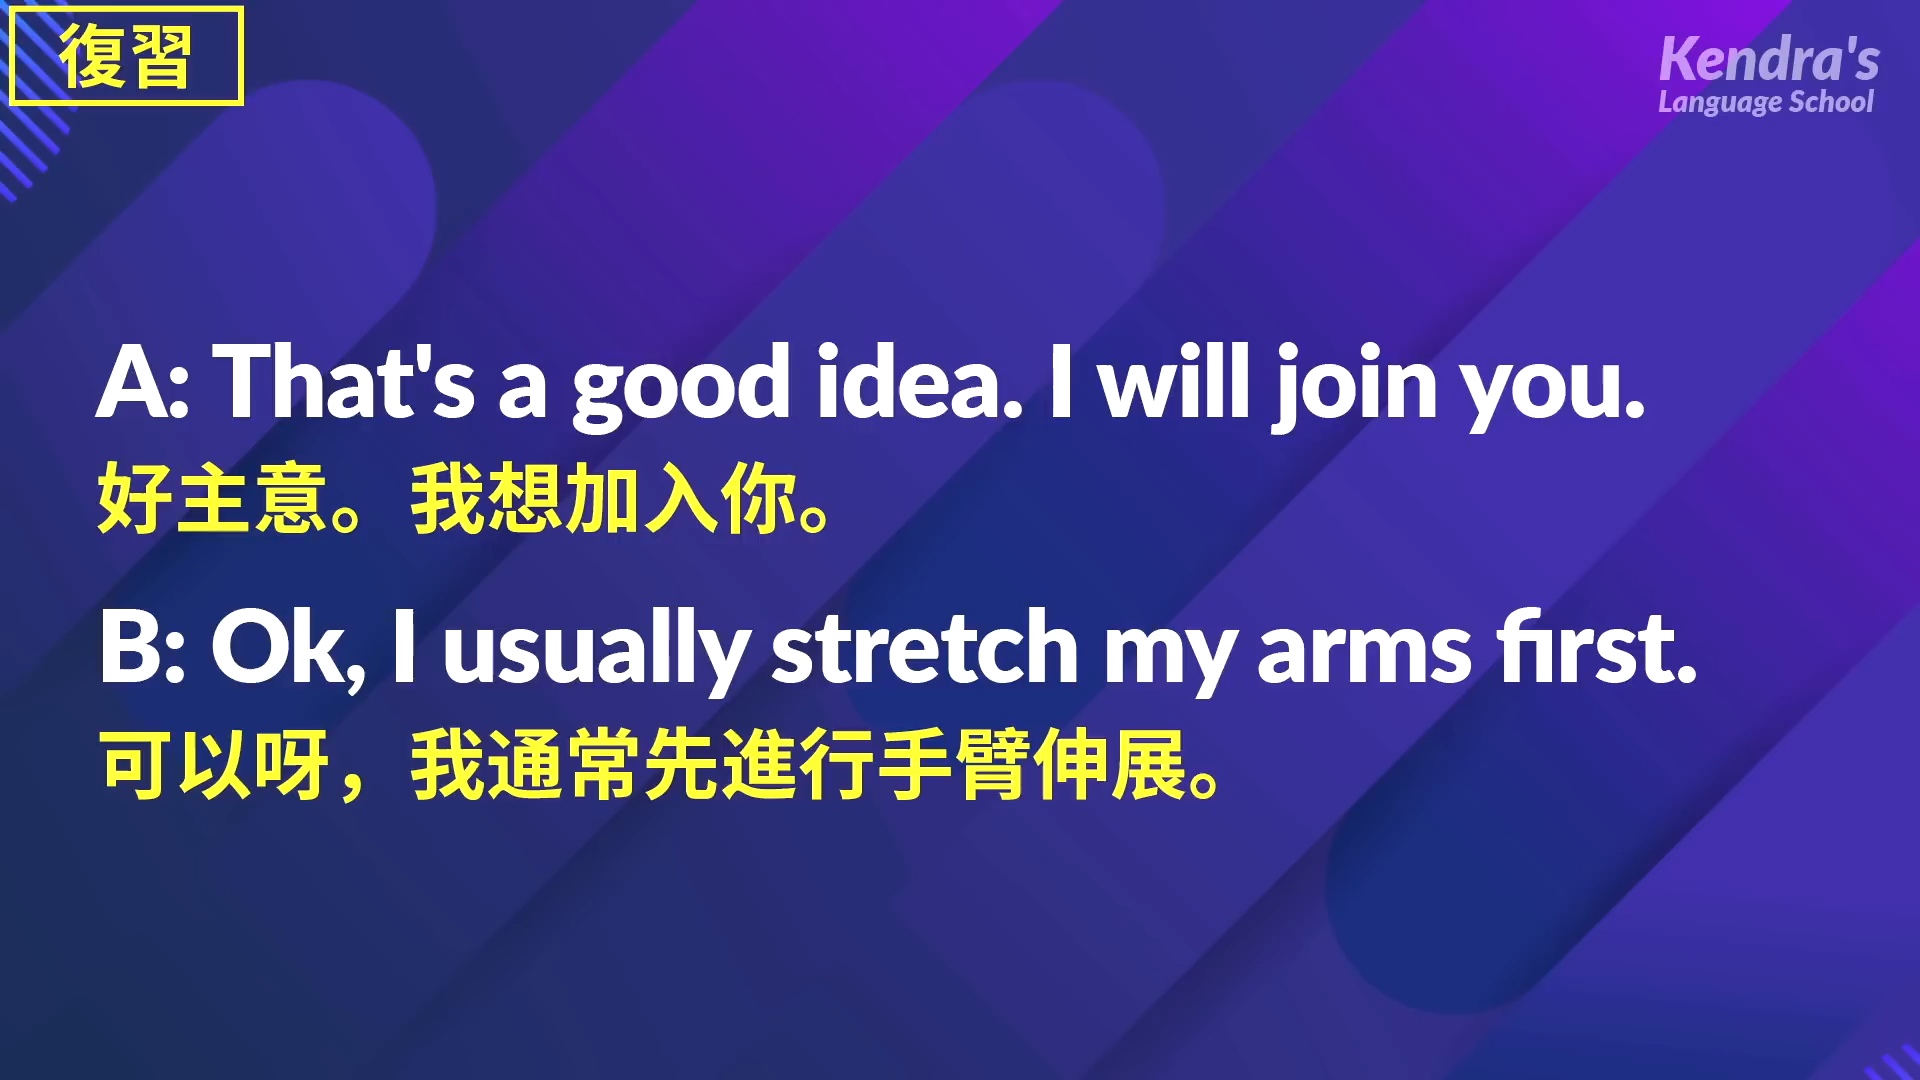 復習
Kendra's
Language School
A: That's a good idea. I will join you.
好主意。我想加入你。
B: Ok, I usually stretch my arms first.
可以呀，我通常先進行手臂伸展。